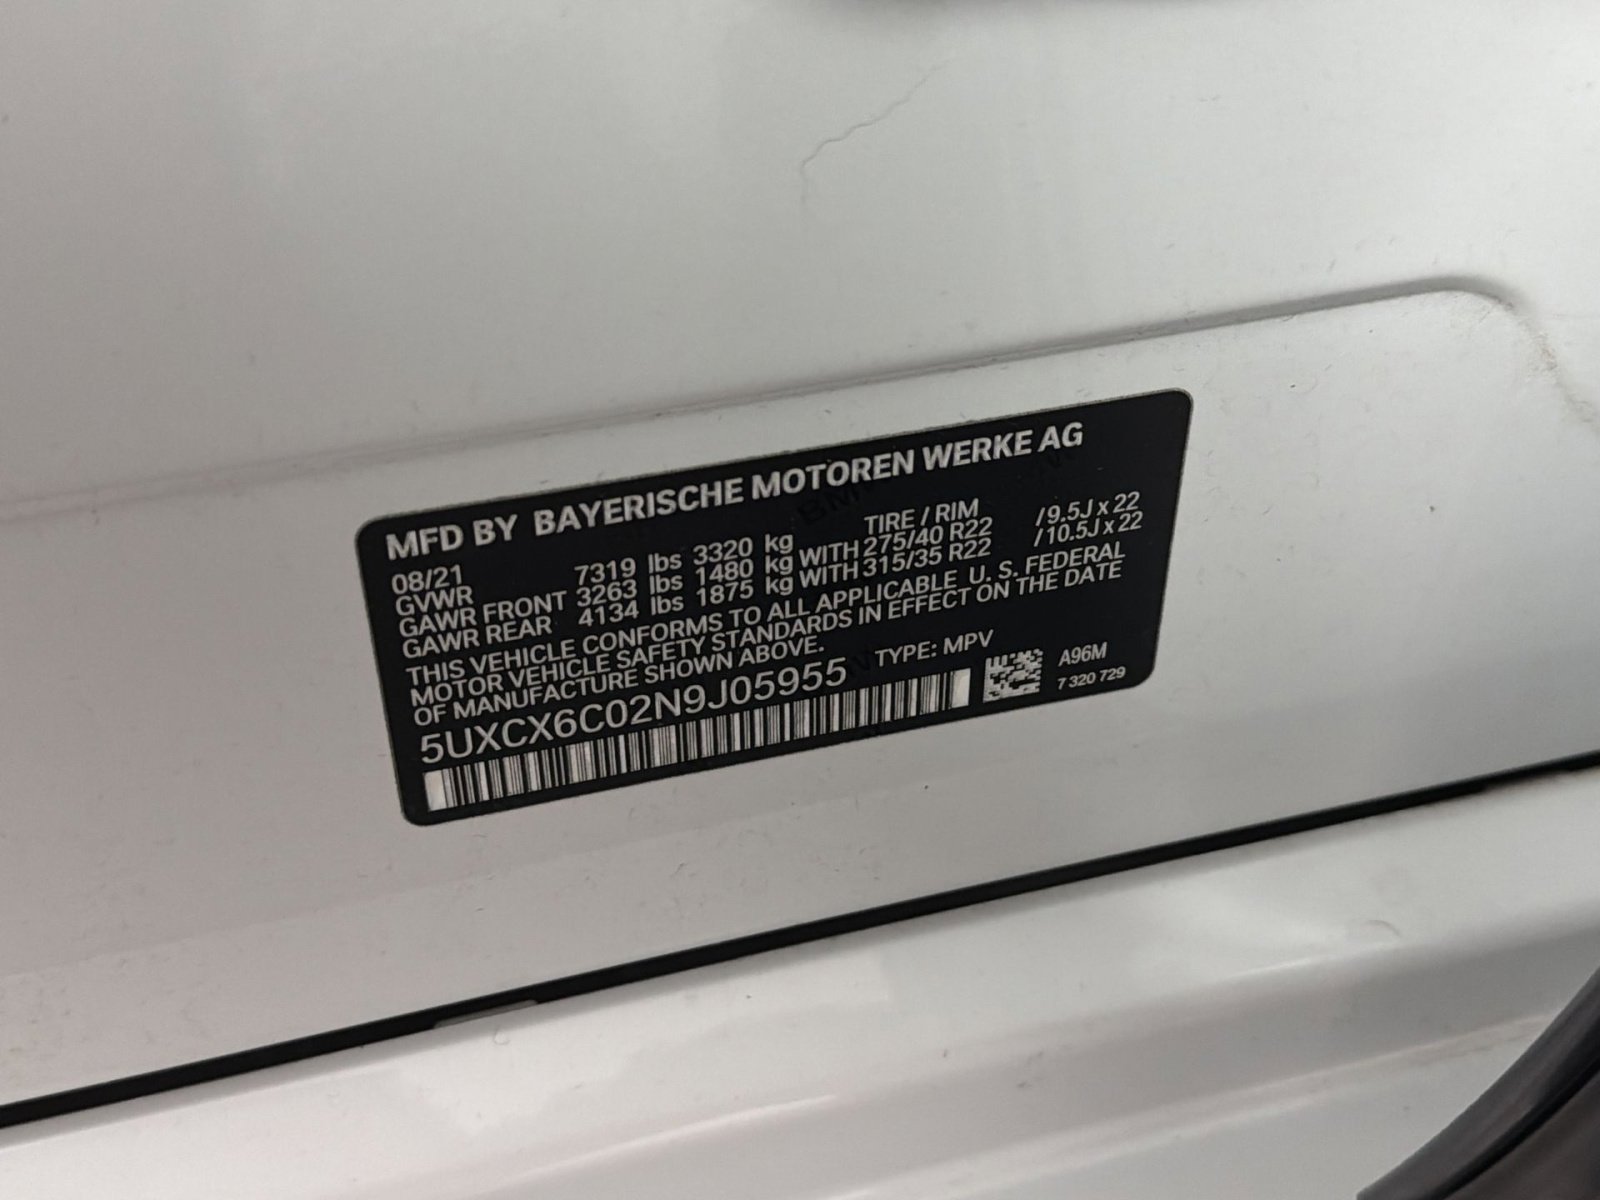 MFD BY BAYERISCHE MOTOREN WERKE AG
08/21 TIRE / RIM
GVWR 7319 lbs 3320 kg
GAWR FRONT 3263 lbs 1480 kg WITH 275/40 R22 /9.5J x 22
GAWR REAR 4134 lbs 1875 kg WITH 315/35 R22 /10.5J x 22
THIS VEHICLE CONFORMS TO ALL APPLICABLE U. S. FEDERAL
MOTOR VEHICLE SAFETY STANDARDS IN EFFECT ON THE DATE
OF MANUFACTURE SHOWN ABOVE.
5UXCX6C02N9J05955 TYPE: MPV
A96M
7 320 729